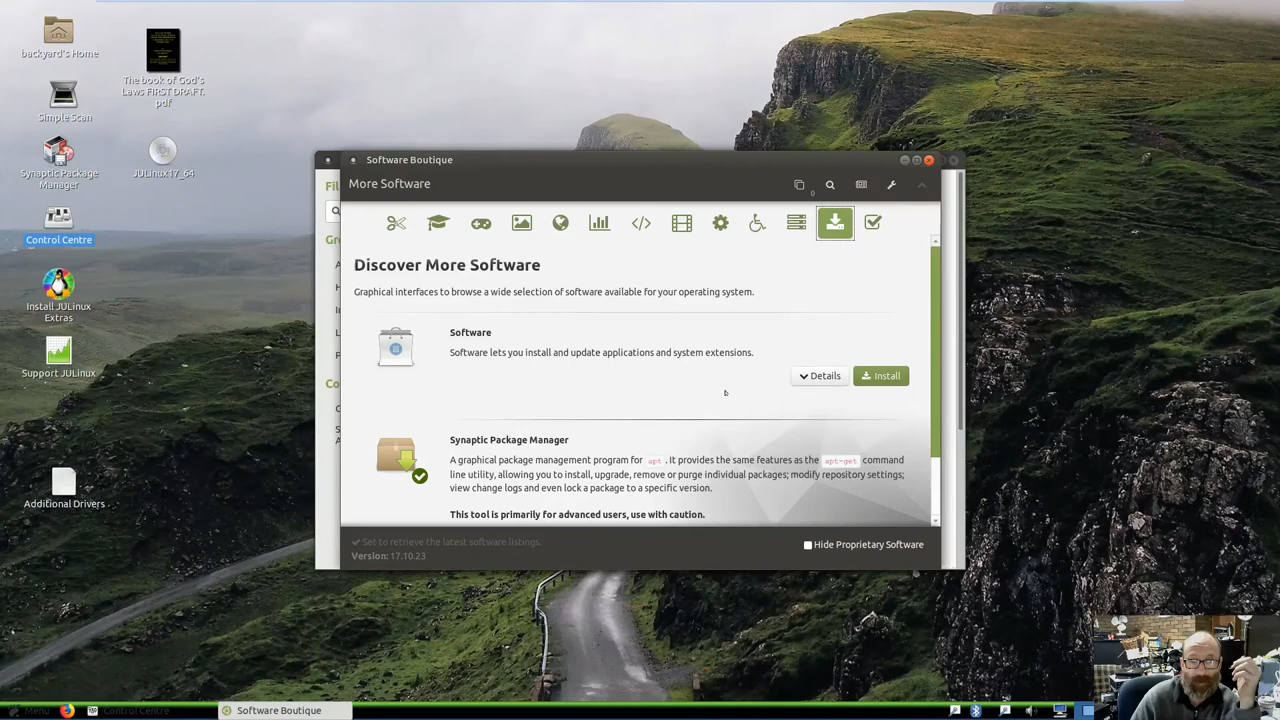 backyard's Home
The book of God's
Laws FIRST DRAFT.
pdf
Simple Scan
Synaptic Package
Manager
JULinux17_64
Control Centre
Install JULinux
Extras
Support JULinux
Additional Drivers
Software Boutique
More Software
0
Discover More Software
Graphical interfaces to browse a wide selection of software available for your operating system.
Software
Software lets you install and update applications and system extensions.
Details
Install
Synaptic Package Manager
A graphical package management program for apt . It provides the same features as the apt-get command
line utility, allowing you to install, upgrade, remove or purge individual packages; modify repository settings;
view change logs and even lock a package to a specific version.
This tool is primarily for advanced users, use with caution.
Set to retrieve the latest software listings.
Version: 17.10.23
Hide Proprietary Software
Menu
Control Centre
Software Boutique